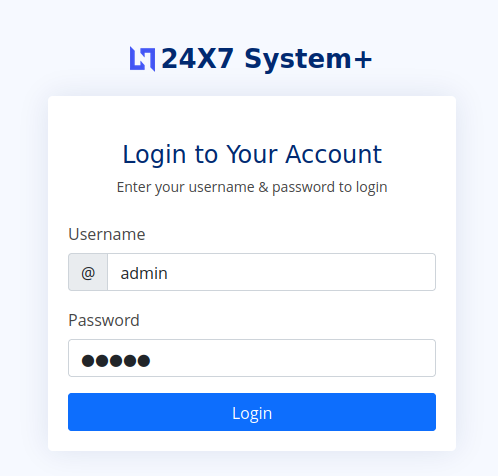 24X7 System+
Login to Your Account
Enter your username & password to login
Username
@ admin
Password
●●●●●
Login